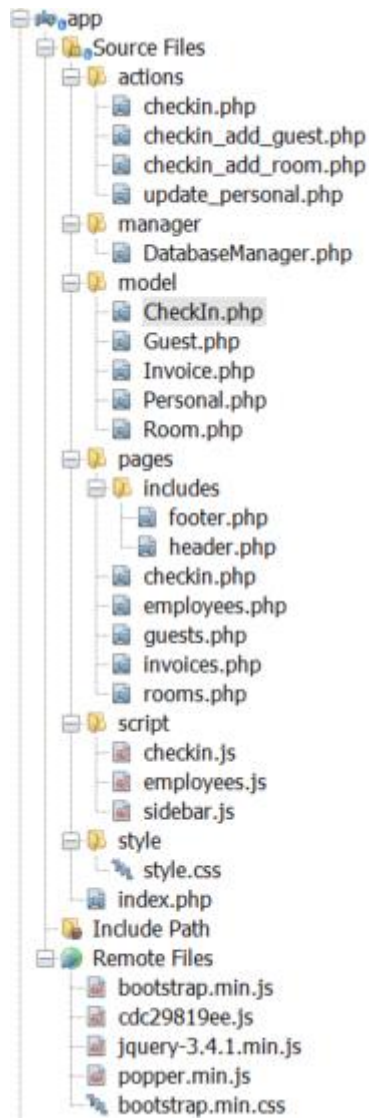 app
Source Files
actions
checkin.php
checkin_add_guest.php
checkin_add_room.php
update_personal.php
manager
DatabaseManager.php
model
CheckIn.php
Guest.php
Invoice.php
Personal.php
Room.php
pages
includes
footer.php
header.php
checkin.php
employees.php
guests.php
invoices.php
rooms.php
script
checkin.js
employees.js
sidebar.js
style
style.css
index.php
Include Path
Remote Files
bootstrap.min.js
cdc29819ee.js
jquery-3.4.1.min.js
popper.min.js
bootstrap.min.css